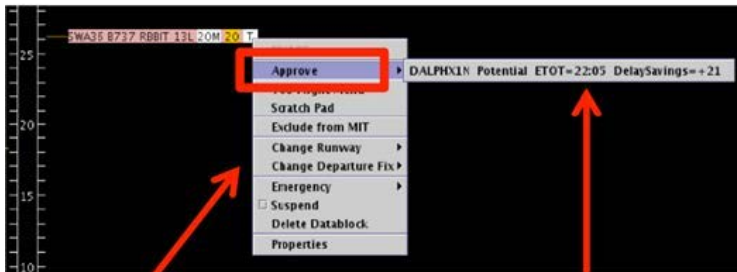 SWA35 B737 RBBIT 13L 20M 20 T
25
Approve
DALPHX1N Potential ETOT=22:05 DelaySavings=+21
Scratch Pad
20
Exclude from MIT
Change Runway
Change Departure Fix
Emergency
15
Suspend
Delete Datablock
Properties
10